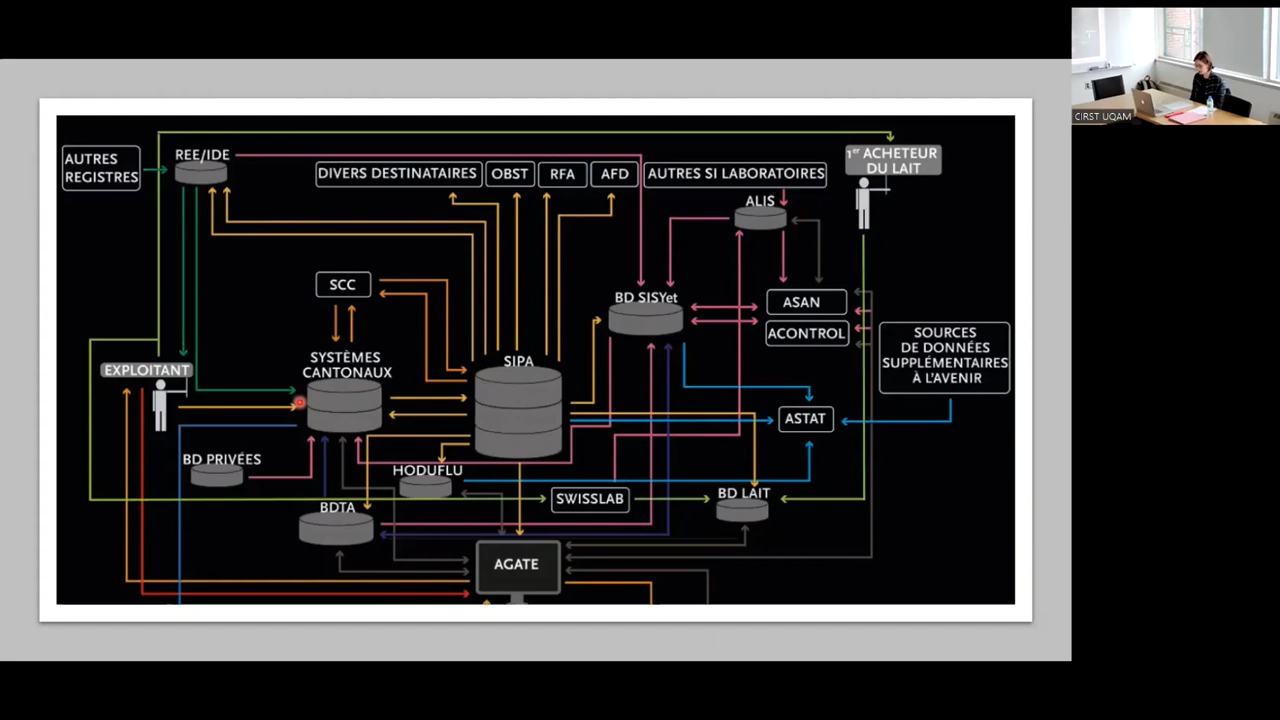 AUTRES
REGISTRES
REE/IDE
DIVERS DESTINATAIRES
OBST
RFA
AFD
AUTRES SI LABORATOIRES
1er ACHETEUR
DU LAIT
ALIS
SCC
BD SISYet
ASAN
ACONTROL
SOURCES
DE DONNÉES
SUPPLÉMENTAIRES
À L'AVENIR
EXPLOITANT
SYSTÈMES
CANTONAUX
SIPA
ASTAT
BD PRIVÉES
HODUFLU
SWISSLAB
BD LAIT
BDTA
AGATE
CIRST UQAM